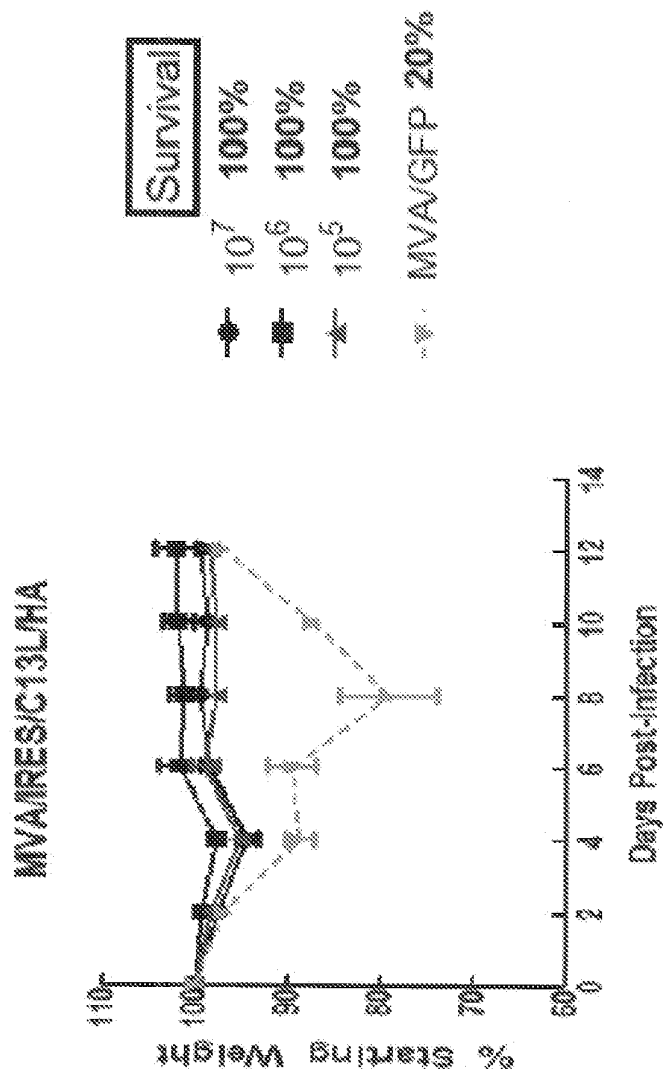 MVA/IRES/C13L/HA
Survival
10^7 100%
10^6 100%
10^5 100%
MVA/GFP 20%
% Starting Weight
110
100
90
80
70
60
0 2 4 6 8 10 12 14
Days Post-Infection